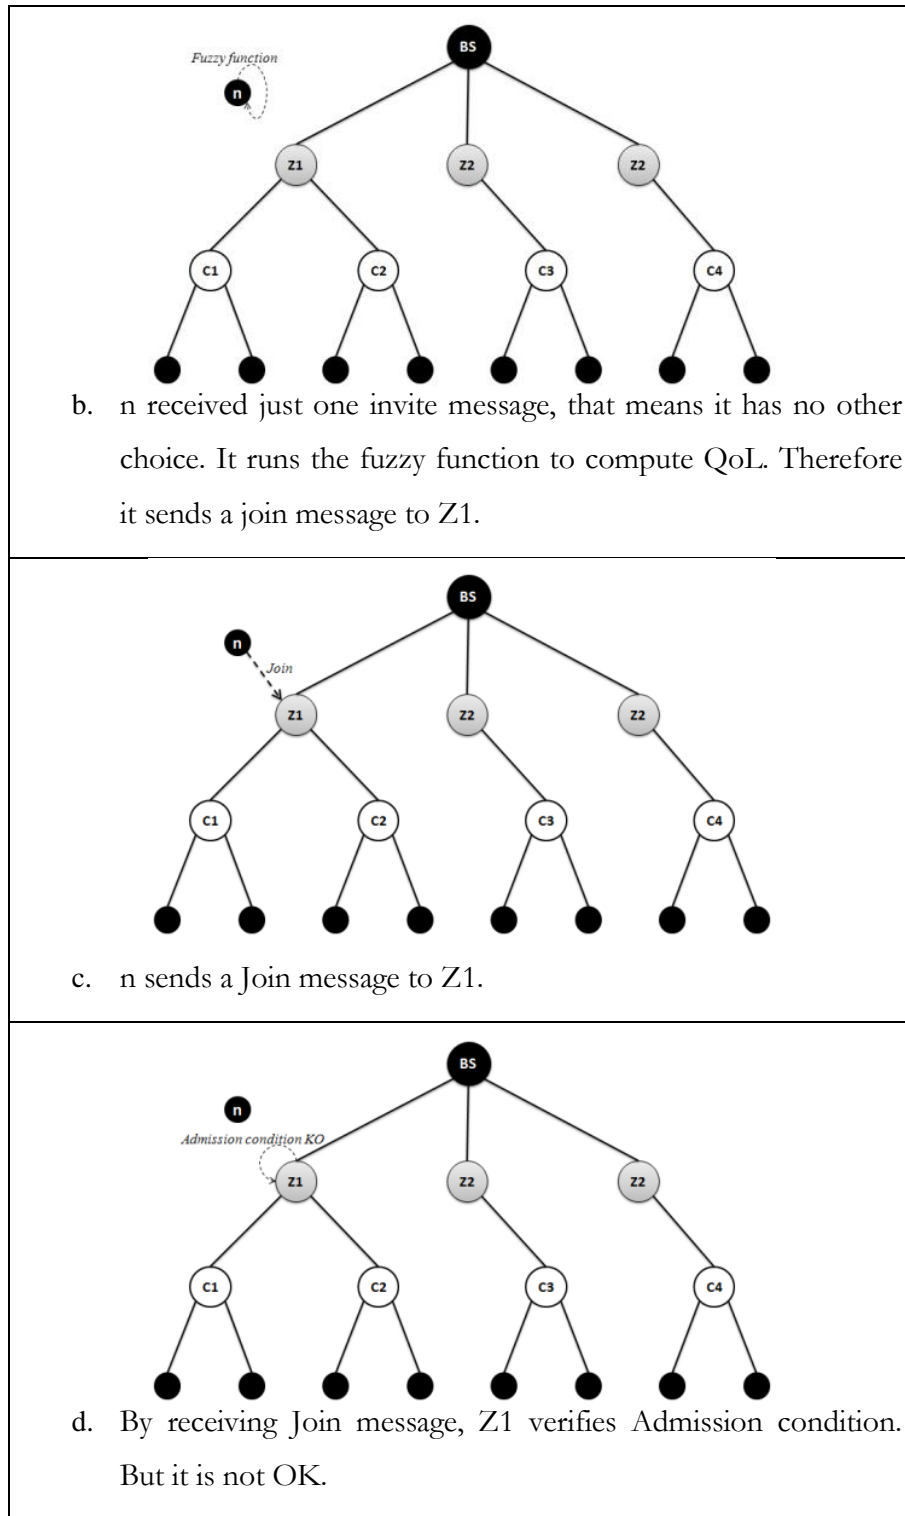 BS
Fuzzy function
n
Z1 Z2 Z2
C1 C2 C3 C4
b. n received just one invite message, that means it has no other
choice. It runs the fuzzy function to compute QoL. Therefore
it sends a join message to Z1.
BS
n
Join
Z1 Z2 Z2
C1 C2 C3 C4
c. n sends a Join message to Z1.
BS
n
Admission condition KO
Z1 Z2 Z2
C1 C2 C3 C4
d. By receiving Join message, Z1 verifies Admission condition.
But it is not OK.